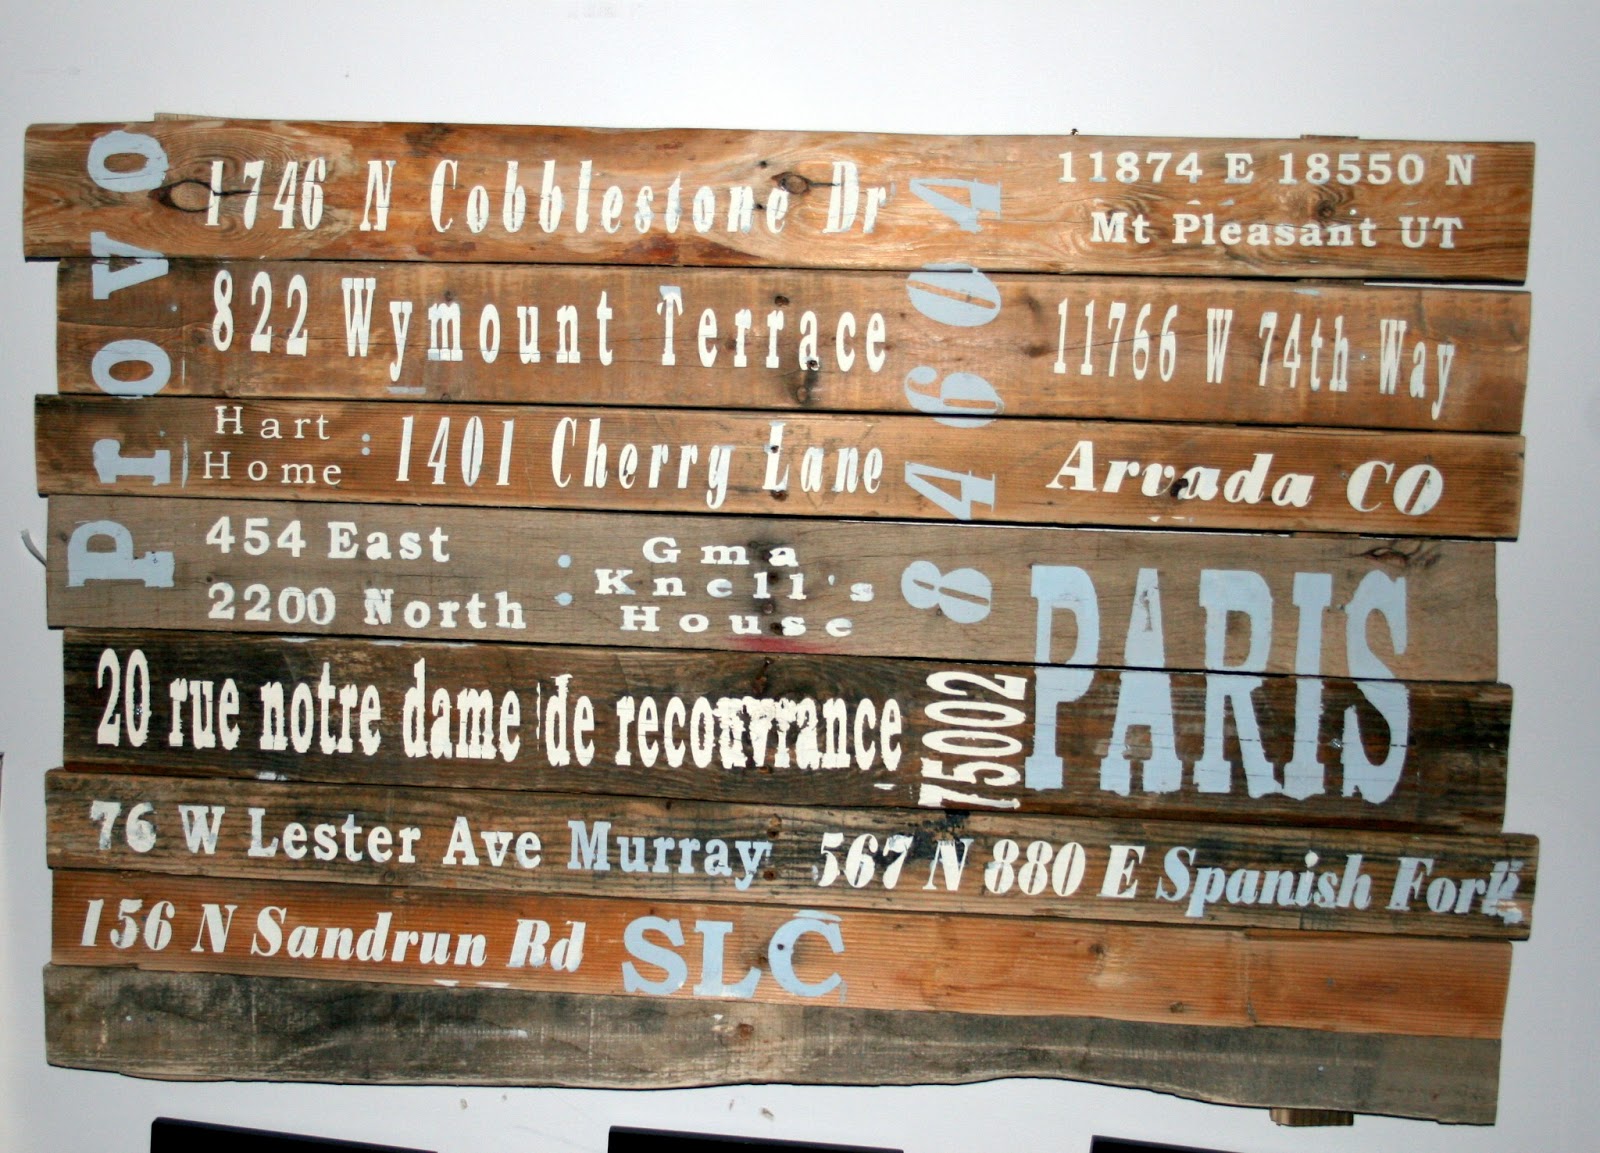 Provo
1746 N Cobblestone Dr
822 Wymount Terrace
Hart
Home
:
1401 Cherry Lane
454 East
2200 North
:
Gma
Knell's
House
84604
11874 E 18550 N
Mt Pleasant UT
11766 W 74th Way
Arvada CO
20 rue notre dame de recouvrance
75002
PARIS
76 W Lester Ave Murray
567 N 880 E Spanish Fork
156 N Sandrun Rd SLC